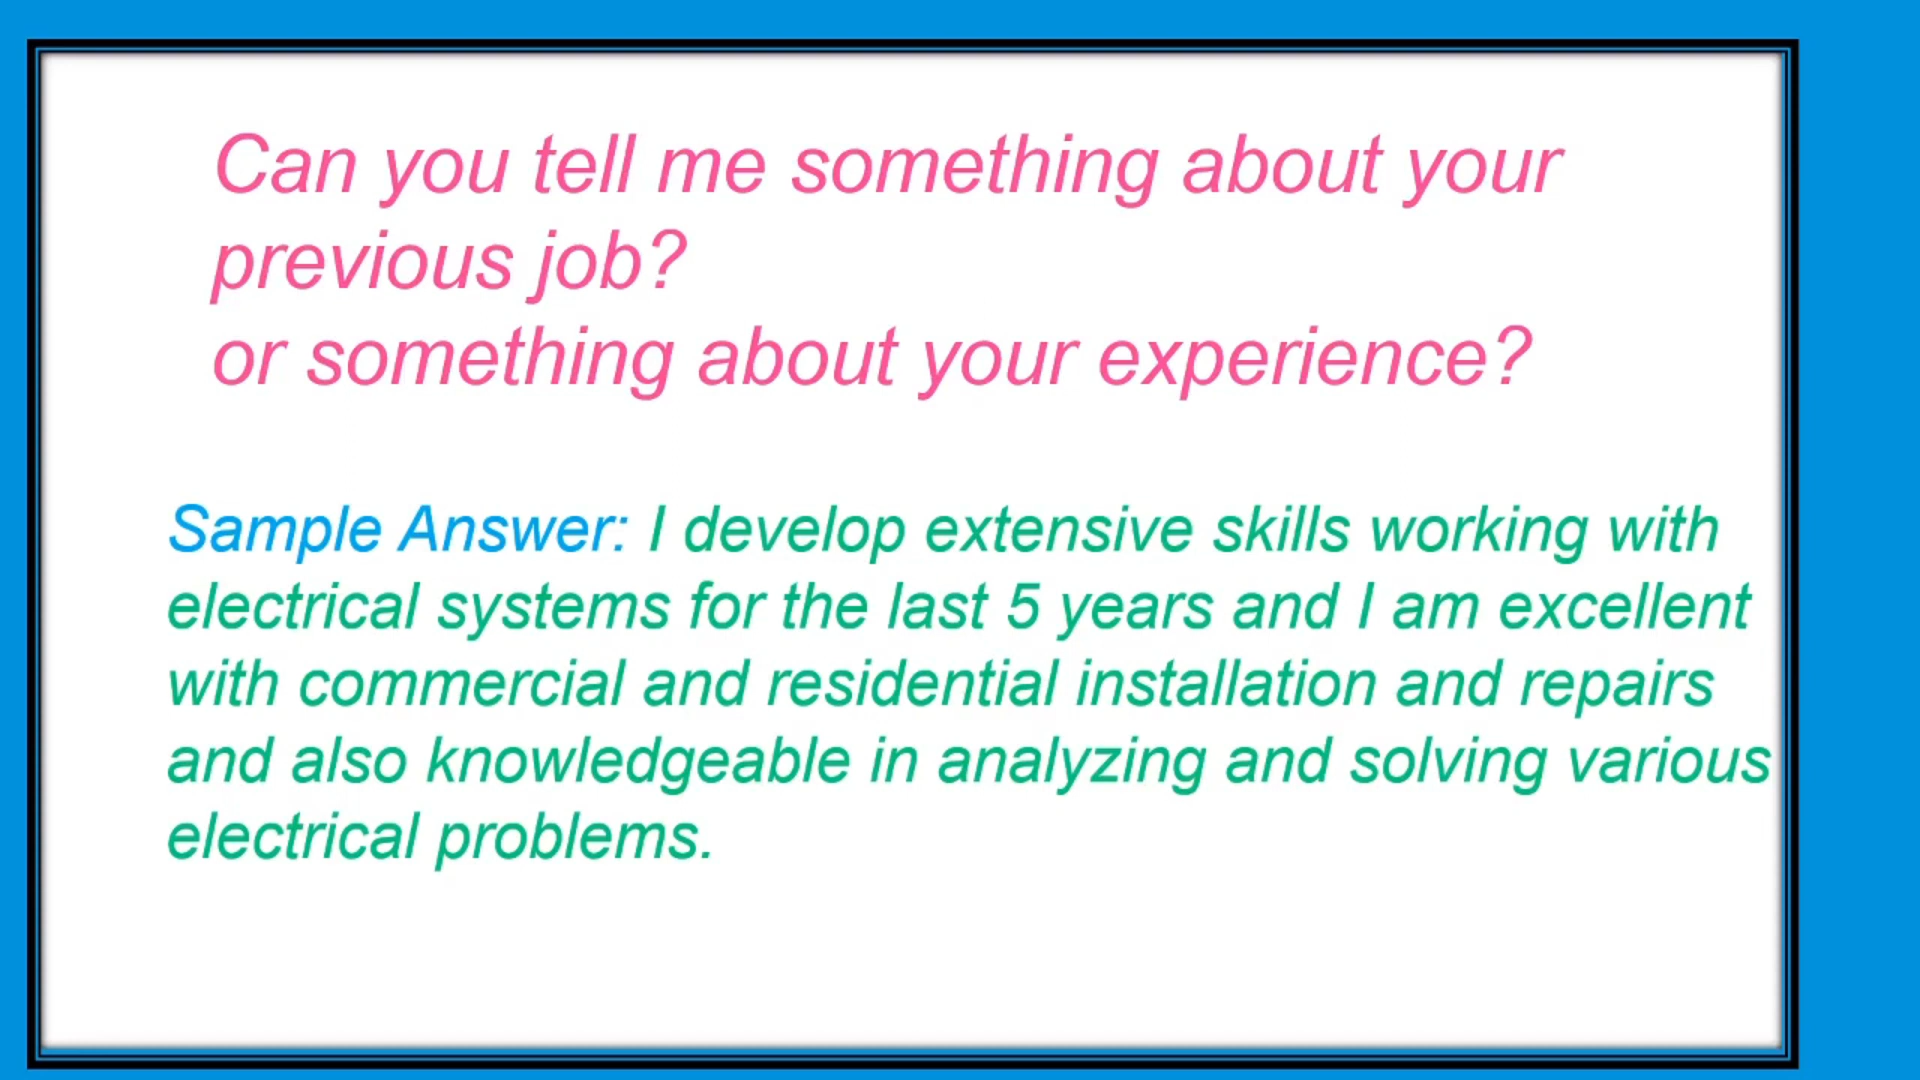 Can you tell me something about your
previous job?
or something about your experience?
Sample Answer: I develop extensive skills working with
electrical systems for the last 5 years and I am excellent
with commercial and residential installation and repairs
and also knowledgeable in analyzing and solving various
electrical problems.